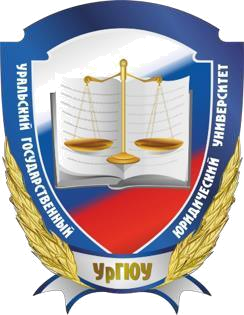 УРАЛЬСКИЙ ГОСУДАРСТВЕННЫЙ
ЮРИДИЧЕСКИЙ УНИВЕРСИТЕТ
УрГЮУ